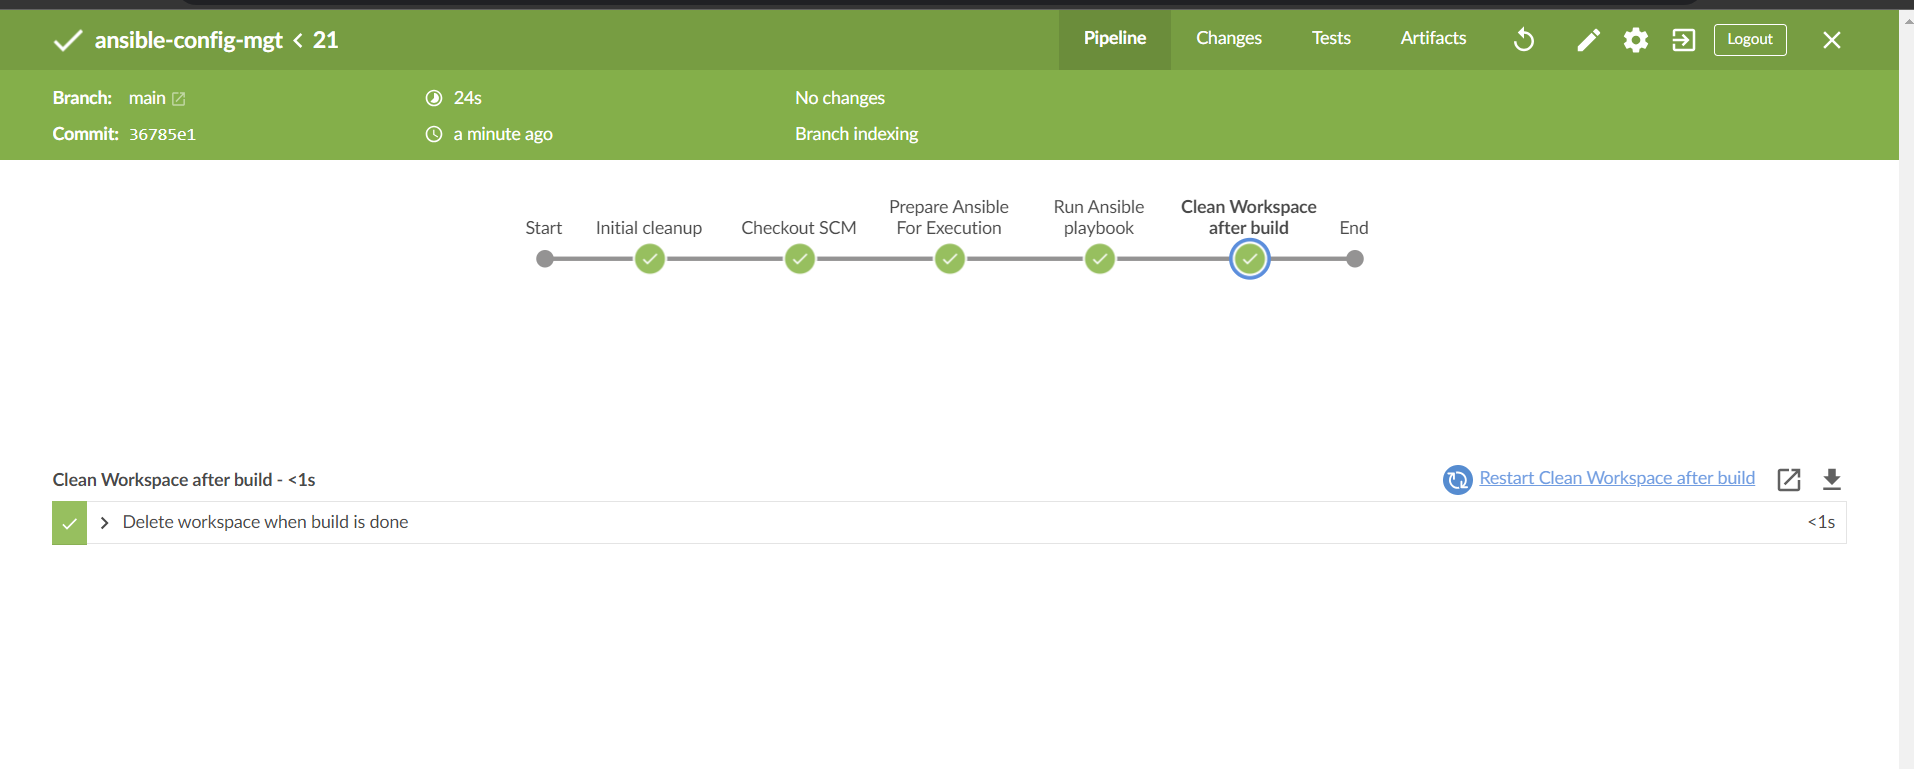 ansible-config-mgt < 21
Pipeline
Changes
Tests
Artifacts
Logout
Branch: main
24s
No changes
Commit: 36785e1
a minute ago
Branch indexing
Start
Initial cleanup
Checkout SCM
Prepare Ansible
For Execution
Run Ansible
playbook
Clean Workspace
after build
End
Clean Workspace after build - <1s
Restart Clean Workspace after build
Delete workspace when build is done
<1s